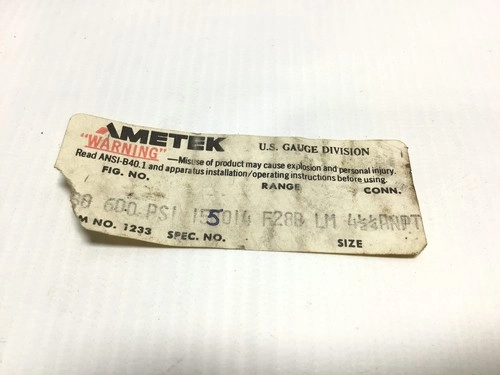 AMETEK U.S. GAUGE DIVISION
"WARNING" —Misuse of product may cause explosion and personal injury.
Read ANSI-B40.1 and apparatus installation/operating instructions before using.
FIG. NO. RANGE CONN.
600 PSI 155014 F28B LM
M NO. 1233 SPEC. NO. SIZE